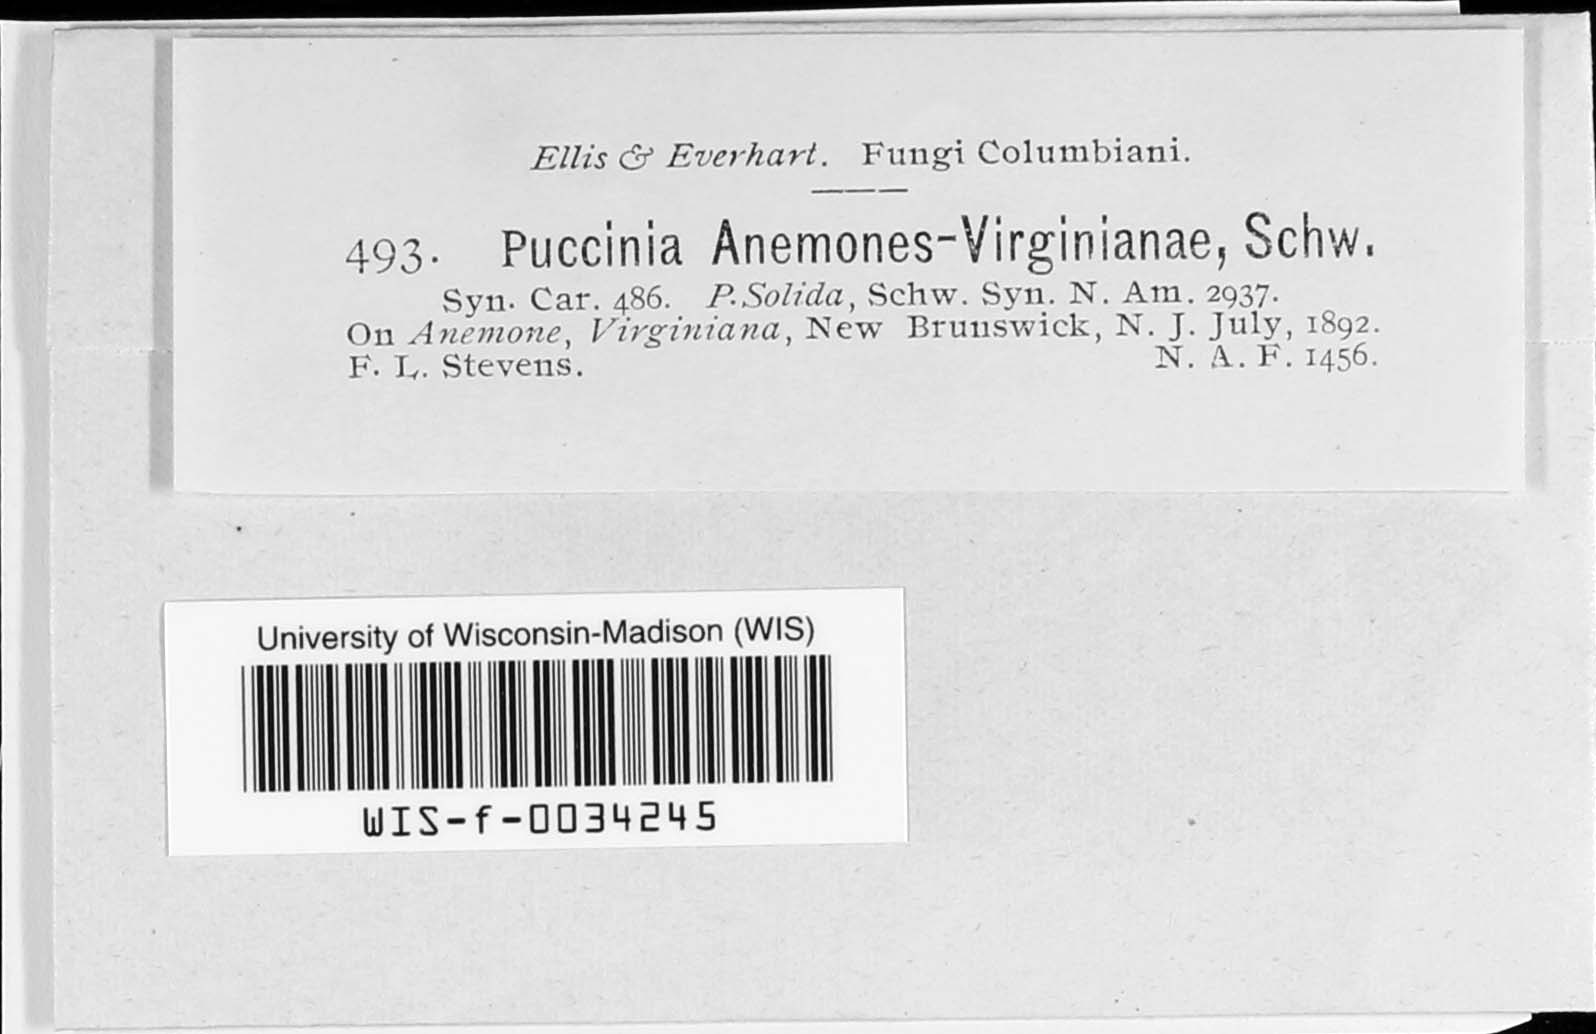 Ellis & Everhart. Fungi Columbiani.
493. Puccinia Anemones-Virginianae, Schw.
Syn. Car. 486. P. Solida, Schw. Syn. N. Am. 2937.
On Anemone, Virginiana, New Brunswick, N. J. July, 1892.
F. L. Stevens. N. A. F. 1456.
University of Wisconsin-Madison (WIS)
WIS-f-0034245